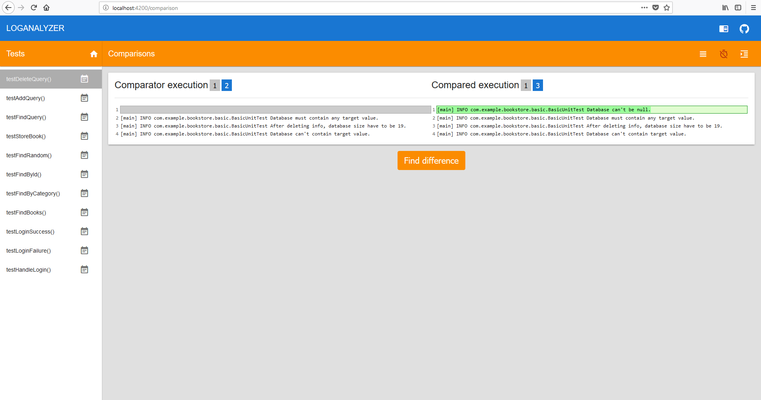 localhost:4200/comparison
LOGANALYZER
Tests
Comparisons
testDeleteQuery()
testAddQuery()
testFindQuery()
testStoreBook()
testFindRandom()
testFindById()
testFindByCategory()
testFindBooks()
testLoginSuccess()
testLoginFailure()
testHandleLogin()
Comparator execution 1 2
1
2 [main] INFO com.example.bookstore.basic.BasicUnitTest Database must contain any target value.
3 [main] INFO com.example.bookstore.basic.BasicUnitTest After deleting info, database size have to be 19.
4 [main] INFO com.example.bookstore.basic.BasicUnitTest Database can't contain target value.
Compared execution 1 3
1 [main] INFO com.example.bookstore.basic.BasicUnitTest Database can't be null.
2 [main] INFO com.example.bookstore.basic.BasicUnitTest Database must contain any target value.
3 [main] INFO com.example.bookstore.basic.BasicUnitTest After deleting info, database size have to be 19.
4 [main] INFO com.example.bookstore.basic.BasicUnitTest Database can't contain target value.
Find difference